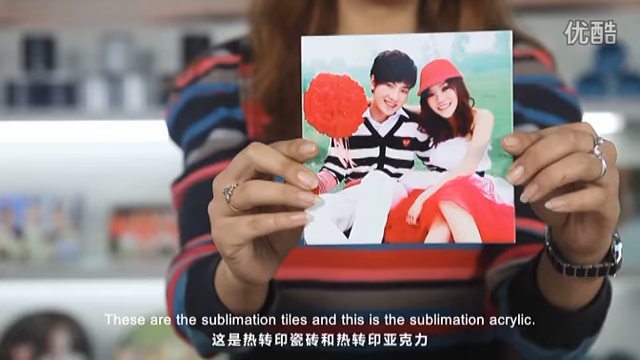 优酷
These are the sublimation tiles and this is the sublimation acrylic.
这是热转印瓷砖和热转印亚克力